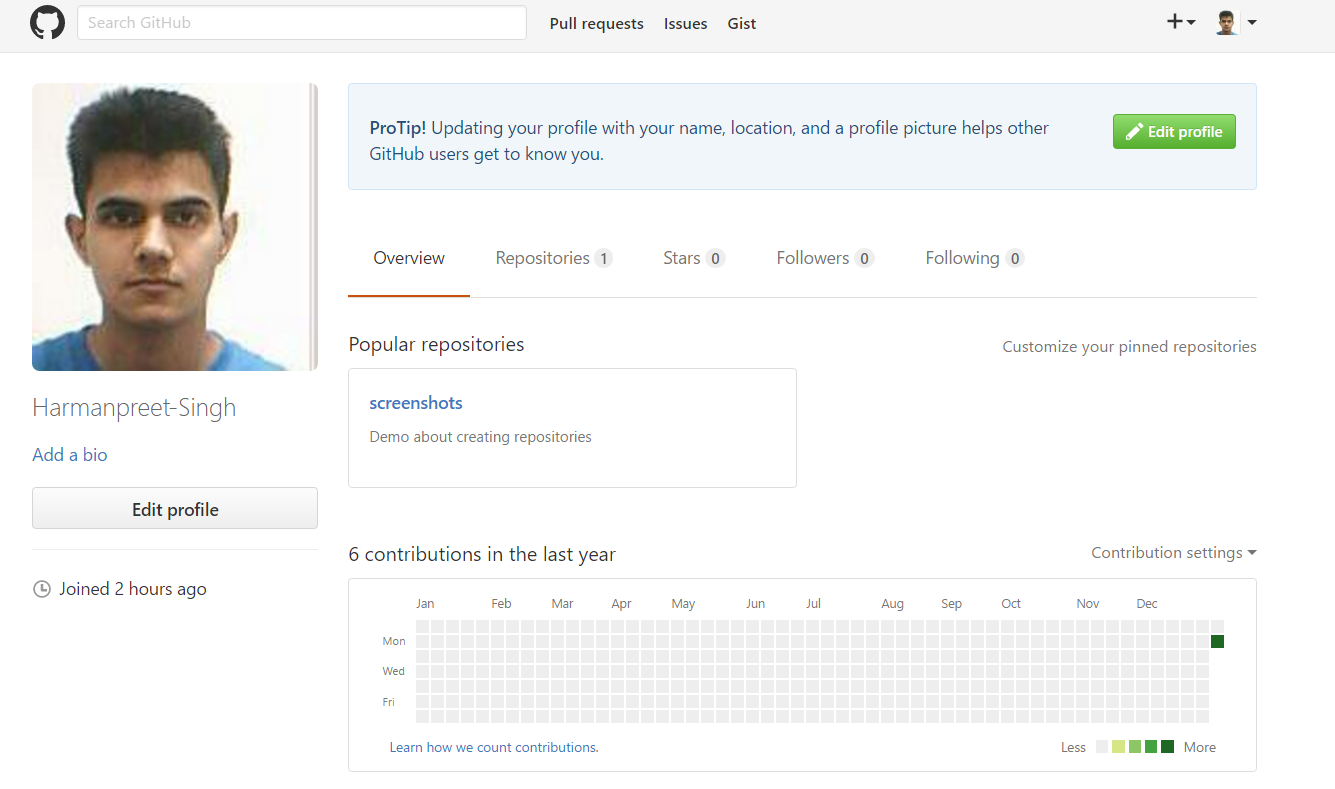 Search GitHub
Pull requests
Issues
Gist
ProTip! Updating your profile with your name, location, and a profile picture helps other
GitHub users get to know you.
Edit profile
Overview
Repositories 1
Stars 0
Followers 0
Following 0
Harmanpreet-Singh
Add a bio
Edit profile
Joined 2 hours ago
Popular repositories
Customize your pinned repositories
screenshots
Demo about creating repositories
6 contributions in the last year
Contribution settings
Jan Feb Mar Apr May Jun Jul Aug Sep Oct Nov Dec
Mon
Wed
Fri
Learn how we count contributions.
Less
More